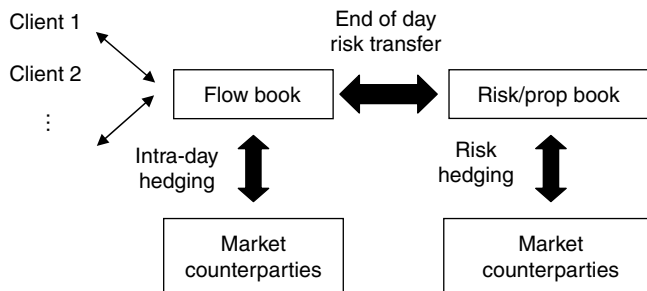 Client 1
Client 2
⋮
End of day
risk transfer
Flow book
Risk/prop book
Intra-day
hedging
Risk
hedging
Market
counterparties
Market
counterparties